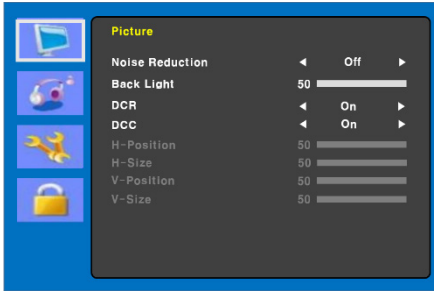 Picture
Noise Reduction ◀ Off ▶
Back Light 50
DCR ◀ On ▶
DCC ◀ On ▶
H-Position 50
H-Size 50
V-Position 50
V-Size 50